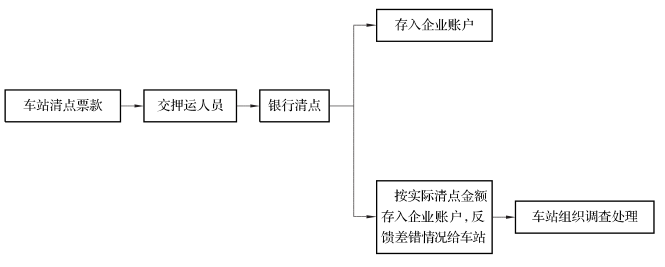 存入企业账户
车站清点票款
交押运人员
银行清点
按实际清点金额
存入企业账户,反
馈差错情况给车站
车站组织调查处理